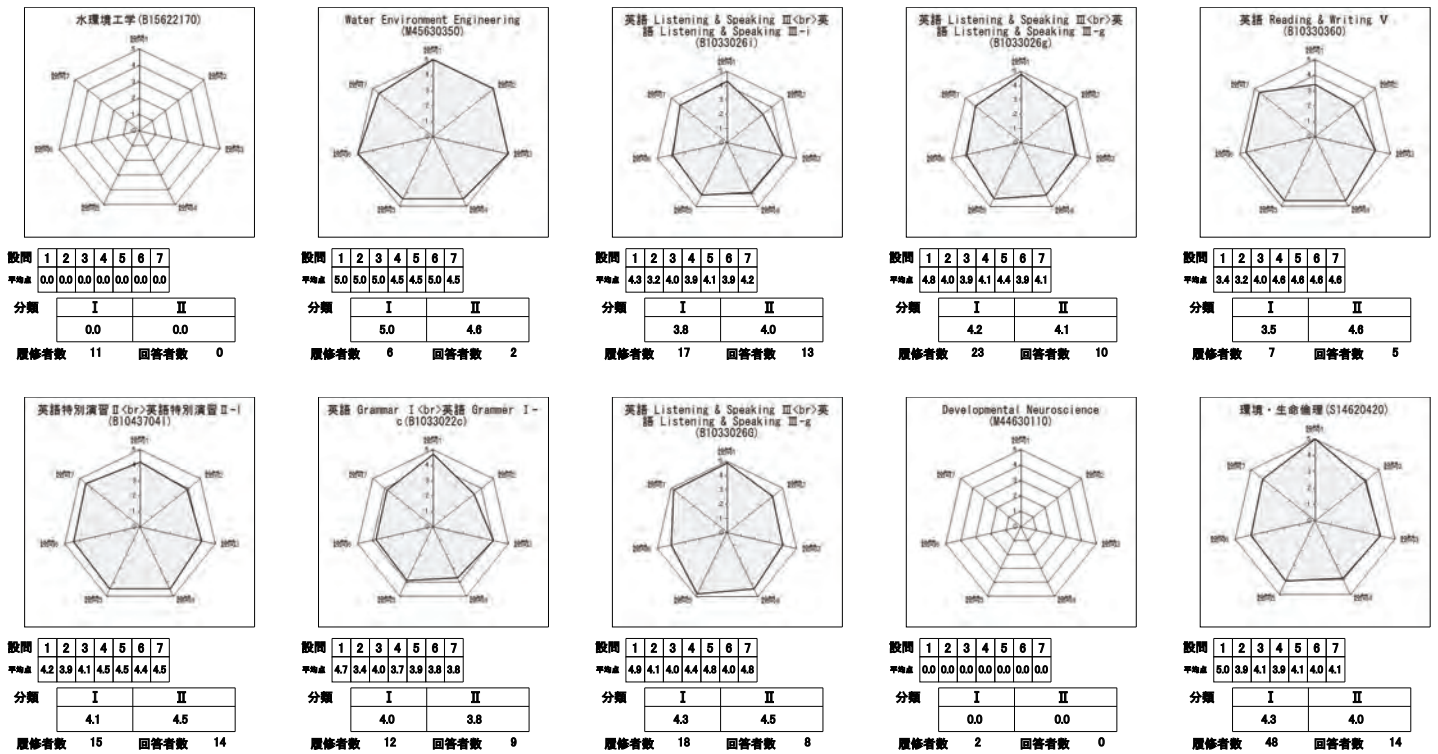 水環境工学(B15622170)
設問 1 2 3 4 5 6 7
平均点 0.0 0.0 0.0 0.0 0.0 0.0 0.0
分類 Ⅰ Ⅱ
0.0 0.0
履修者数 11 回答者数 0
Water Environment Engineering
(M45630350)
設問 1 2 3 4 5 6 7
平均点 5.0 5.0 5.0 4.5 4.5 5.0 4.5
分類 Ⅰ Ⅱ
5.0 4.6
履修者数 6 回答者数 2
英語 Listening & Speaking Ⅲ<br>英
語 Listening & Speaking Ⅲ-i
(B1033026i)
設問 1 2 3 4 5 6 7
平均点 4.3 3.2 4.0 3.9 4.1 3.9 4.2
分類 Ⅰ Ⅱ
3.8 4.0
履修者数 17 回答者数 13
英語 Listening & Speaking Ⅲ<br>英
語 Listening & Speaking Ⅲ-g
(B1033026g)
設問 1 2 3 4 5 6 7
平均点 4.8 4.0 3.9 4.1 4.4 3.9 4.1
分類 Ⅰ Ⅱ
4.2 4.1
履修者数 23 回答者数 10
英語 Reading & Writing Ⅴ
(B10330360)
設問 1 2 3 4 5 6 7
平均点 3.4 3.2 4.0 4.6 4.6 4.6 4.6
分類 Ⅰ Ⅱ
3.5 4.6
履修者数 7 回答者数 5
英語特別演習Ⅱ<br>英語特別演習Ⅱ-l
(B1043704l)
設問 1 2 3 4 5 6 7
平均点 4.2 3.9 4.1 4.5 4.5 4.4 4.5
分類 Ⅰ Ⅱ
4.1 4.5
履修者数 15 回答者数 14
英語 Grammar Ⅰ<br>英語 Grammer Ⅰ-
c(B1033022c)
設問 1 2 3 4 5 6 7
平均点 4.7 3.4 4.0 3.7 3.9 3.8 3.8
分類 Ⅰ Ⅱ
4.0 3.8
履修者数 12 回答者数 9
英語 Listening & Speaking Ⅲ<br>英
語 Listening & Speaking Ⅲ-g
(B1033026G)
設問 1 2 3 4 5 6 7
平均点 4.9 4.1 4.0 4.4 4.8 4.0 4.8
分類 Ⅰ Ⅱ
4.3 4.5
履修者数 18 回答者数 8
Developmental Neuroscience
(M44630110)
設問 1 2 3 4 5 6 7
平均点 0.0 0.0 0.0 0.0 0.0 0.0 0.0
分類 Ⅰ Ⅱ
0.0 0.0
履修者数 2 回答者数 0
環境・生命倫理(S14620420)
設問 1 2 3 4 5 6 7
平均点 5.0 3.9 4.1 3.9 4.1 4.0 4.1
分類 Ⅰ Ⅱ
4.3 4.0
履修者数 48 回答者数 14